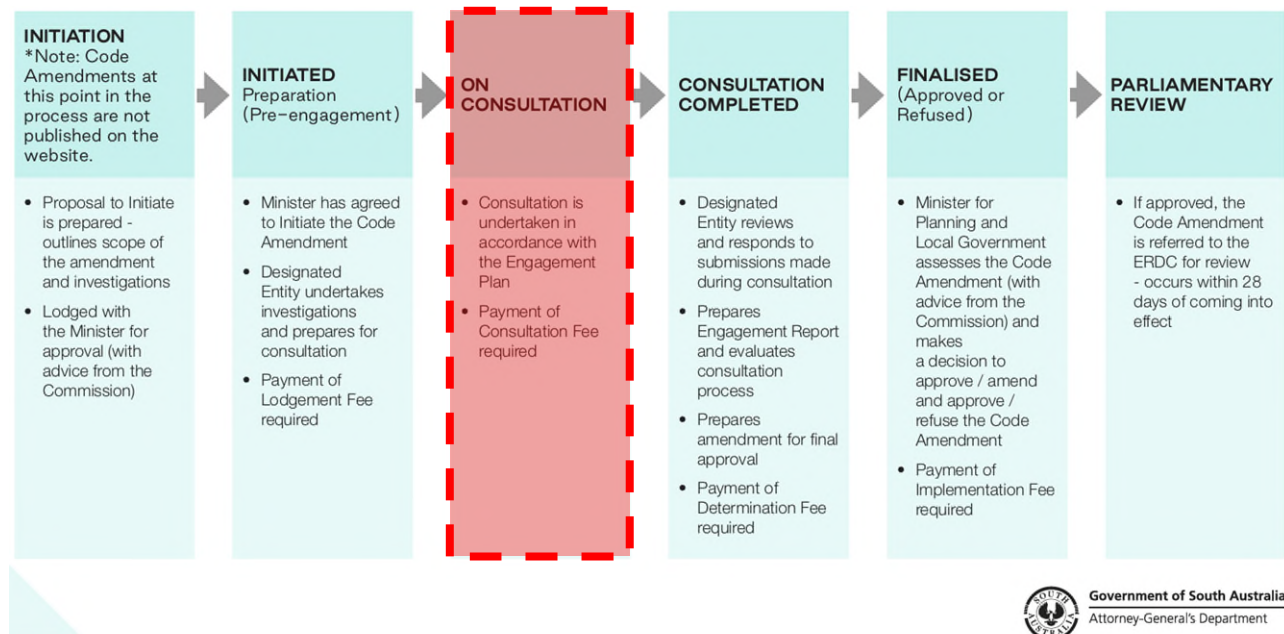 INITIATION
*Note: Code
Amendments at
this point in the
process are not
published on the
website.
• Proposal to Initiate
is prepared -
outlines scope of
the amendment
and investigations
• Lodged with
the Minister for
approval (with
advice from the
Commission)
INITIATED
Preparation
(Pre-engagement)
• Minister has agreed
to Initiate the Code
Amendment
• Designated
Entity undertakes
investigations
and prepares for
consultation
• Payment of
Lodgement Fee
required
ON
CONSULTATION
• Consultation is
undertaken in
accordance with
the Engagement
Plan
• Payment of
Consultation Fee
required
CONSULTATION
COMPLETED
• Designated
Entity reviews
and responds to
submissions made
during consultation
• Prepares
Engagement Report
and evaluates
consultation
process
• Prepares
amendment for final
approval
• Payment of
Determination Fee
required
FINALISED
(Approved or
Refused)
• Minister for
Planning and
Local Government
assesses the Code
Amendment (with
advice from the
Commission) and
makes
a decision to
approve / amend
and approve /
refuse the Code
Amendment
• Payment of
Implementation Fee
required
PARLIAMENTARY
REVIEW
• If approved, the
Code Amendment
is referred to the
ERDC for review
- occurs within 28
days of coming into
effect
SOUTH
AUSTRALIA
Government of South Australia
Attorney-General's Department